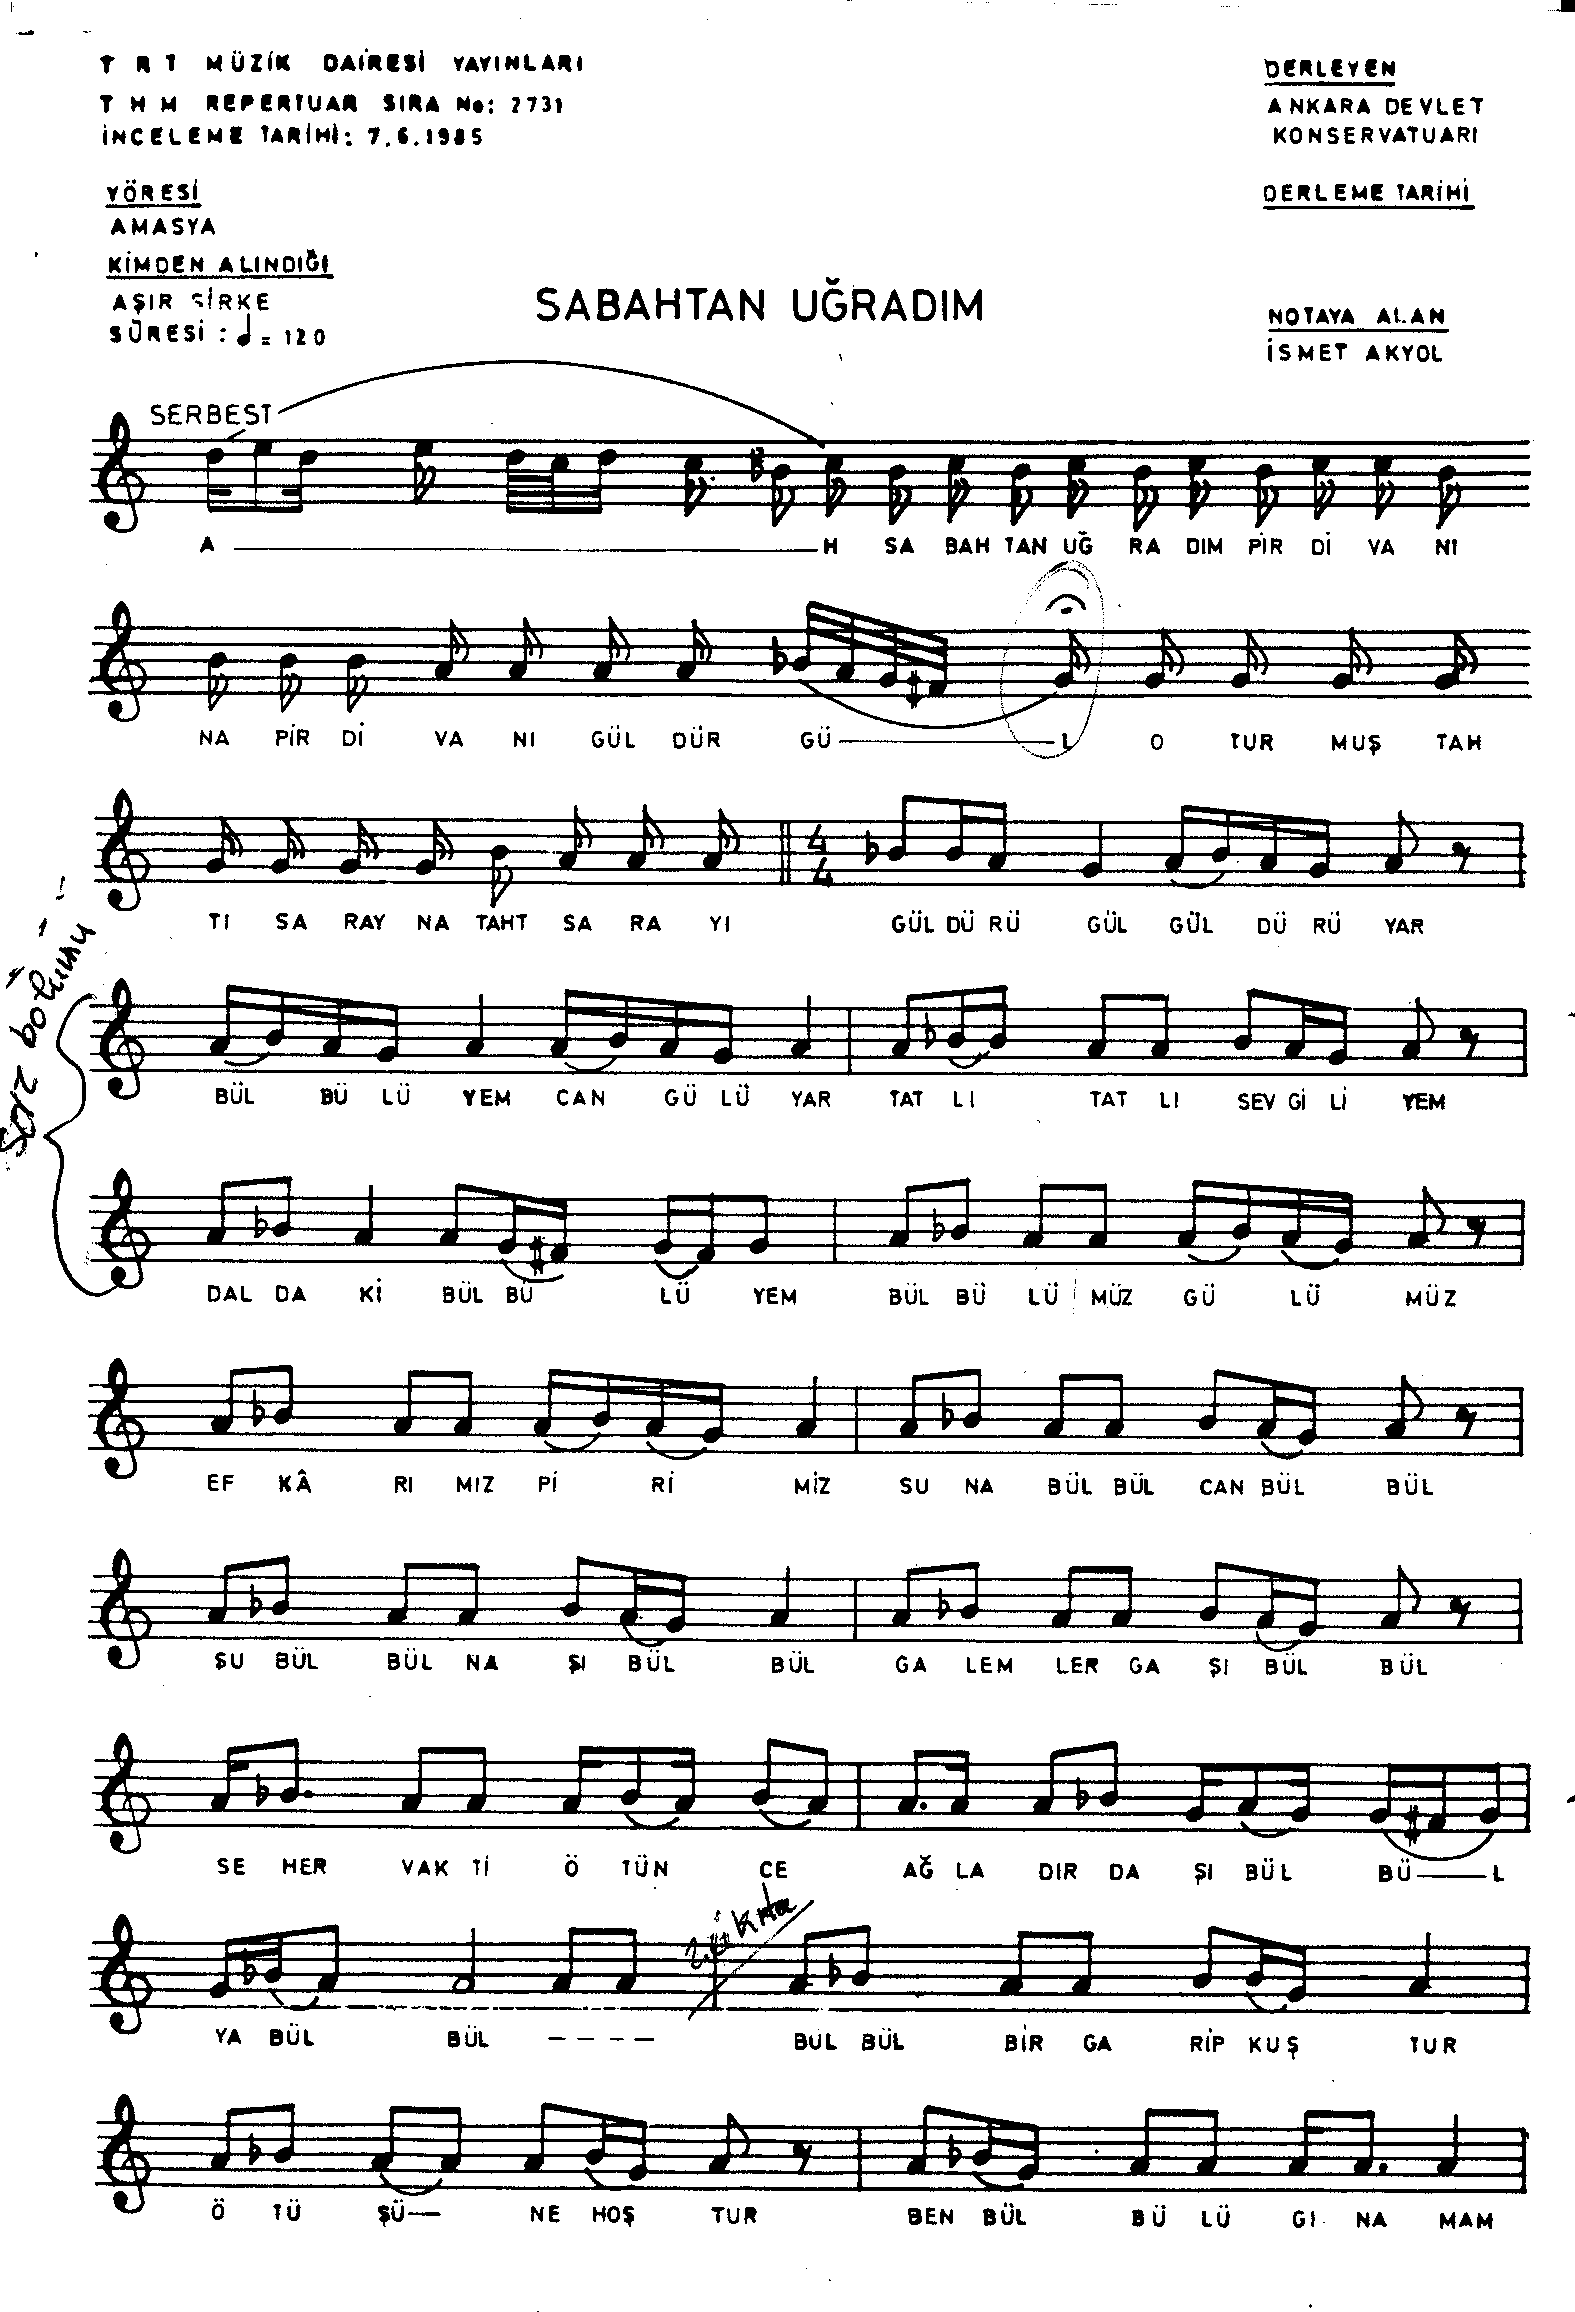 T R T MÜZİK DAİRESİ YAYINLARI
T H M REPERTUAR SIRA No: 2731
İNCELEME TARİHİ: 7.6.1985
DERLEYEN
ANKARA DEVLET
KONSERVATUARI
YÖRESİ
AMASYA
DERLEME TARİHİ
KİMDEN ALINDIĞI
AŞIR SİRKE
SÜRESİ : ♩ = 120
SABAHTAN UĞRADIM
NOTAYA ALAN
İSMET AKYOL
SERBEST
A H SA BAH TAN UĞ RA DIM PİR Dİ VA NI
NA PİR Dİ VA NI GÜL DÜR GÜ L O TUR MUŞ TAH
4
4
TI SA RAY NA TAHT SA RA YI GÜL DÜ RÜ GÜL GÜL DÜ RÜ YAR
Söz bölümü
BÜL BÜ LÜ YEM CAN GÜ LÜ YAR TAT LI TAT LI SEV Gİ Lİ YEM
DAL DA Kİ BÜL BÜ LÜ YEM BÜL BÜ LÜ MÜZ GÜ LÜ MÜZ
EF KÂ RI MIZ Pİ Rİ MİZ SU NA BÜL BÜL CAN BÜL BÜL
ŞU BÜL BÜL NA ŞI BÜL BÜL GA LEM LER GA ŞI BÜL BÜL
SE HER VAK Tİ Ö TÜN CE AĞ LA DIR DA ŞI BÜL BÜ L
kıta
YA BÜL BÜL – – – – BÜL BÜL BİR GA RİP KUŞ TUR
Ö TÜ ŞÜ NE HOŞ TUR BEN BÜL BÜ LÜ GI NA MAM